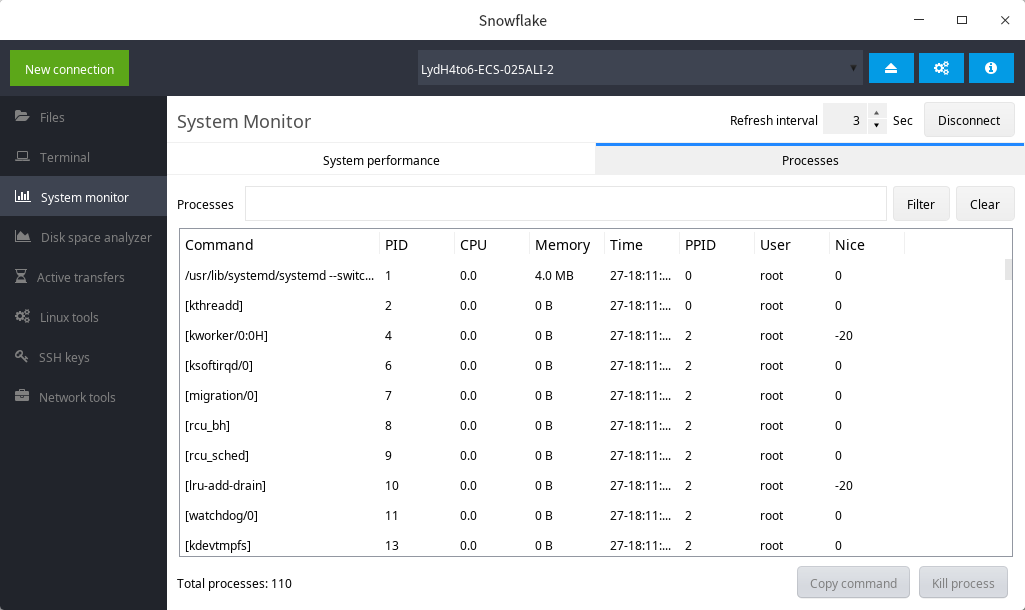 Snowflake
New connection
LydH4to6-ECS-025ALI-2
Files
Terminal
System monitor
Disk space analyzer
Active transfers
Linux tools
SSH keys
Network tools
System Monitor
Refresh interval 3 Sec Disconnect
System performance Processes
Processes Filter Clear
Command PID CPU Memory Time PPID User Nice
/usr/lib/systemd/systemd --switc... 1 0.0 4.0 MB 27-18:11:... 0 root 0
[kthreadd] 2 0.0 0 B 27-18:11:... 0 root 0
[kworker/0:0H] 4 0.0 0 B 27-18:11:... 2 root -20
[ksoftirqd/0] 6 0.0 0 B 27-18:11:... 2 root 0
[migration/0] 7 0.0 0 B 27-18:11:... 2 root 0
[rcu_bh] 8 0.0 0 B 27-18:11:... 2 root 0
[rcu_sched] 9 0.0 0 B 27-18:11:... 2 root 0
[lru-add-drain] 10 0.0 0 B 27-18:11:... 2 root -20
[watchdog/0] 11 0.0 0 B 27-18:11:... 2 root 0
[kdevtmpfs] 13 0.0 0 B 27-18:11:... 2 root 0
Total processes: 110 Copy command Kill process